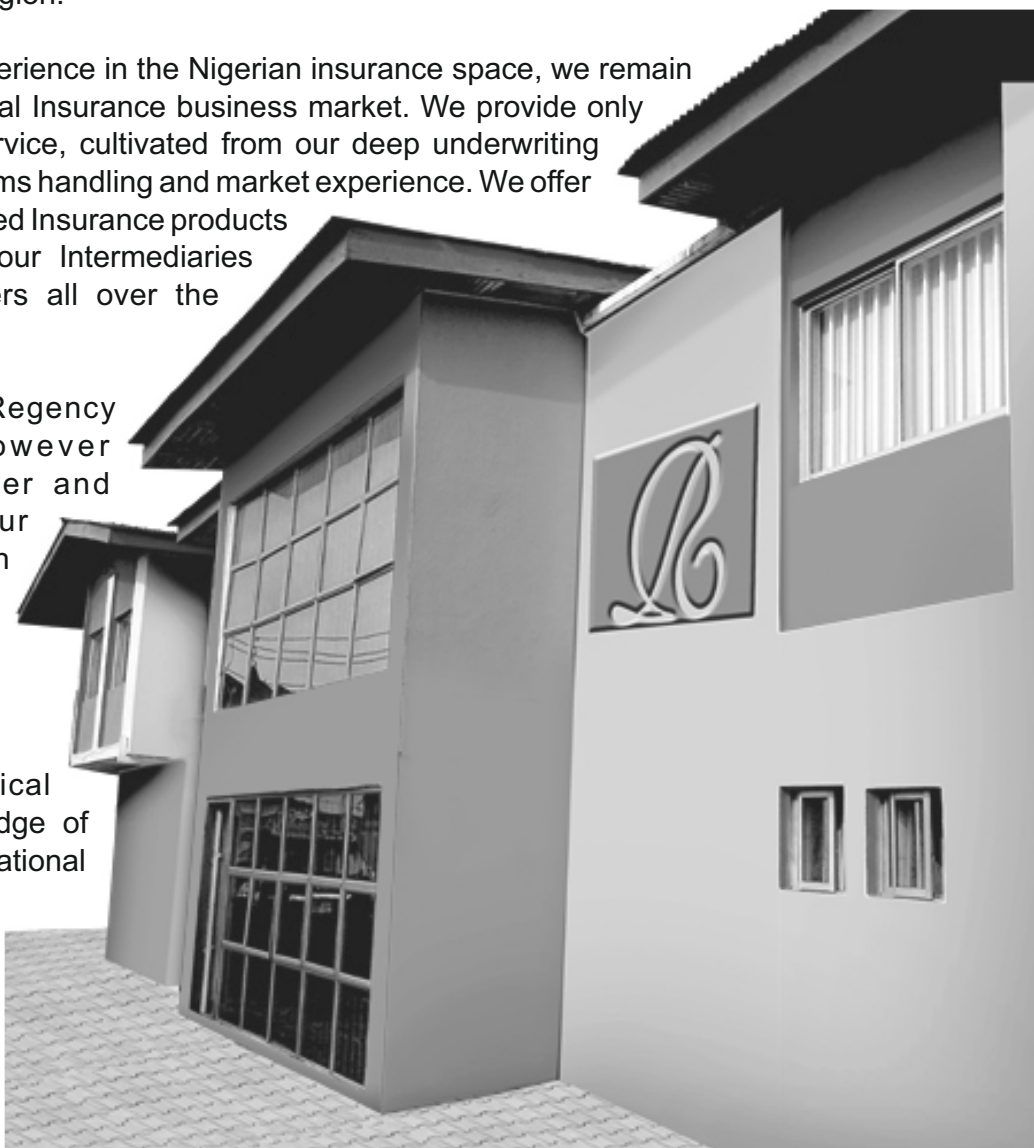 gion.
erience in the Nigerian insurance space, we remain
al Insurance business market. We provide only
rvice, cultivated from our deep underwriting
ms handling and market experience. We offer
ed Insurance products
our Intermediaries
ers all over the
Regency
owever
er and
ur
n
ical
dge of
ational
R